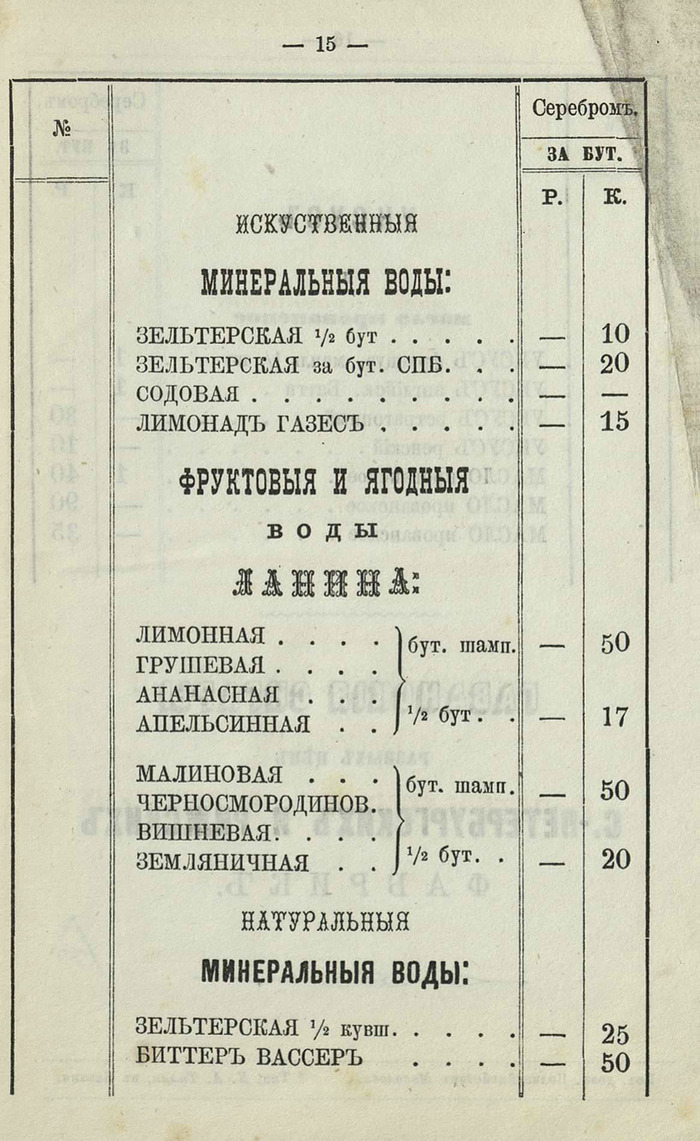 — 15 —
№
Серебромъ.
ЗА БУТ.
Р. К.
ИСКУСТВЕННЫЯ
МИНЕРАЛЬНЫЯ ВОДЫ:
ЗЕЛЬТЕРСКАЯ ½ бут . . . . . — 10
ЗЕЛЬТЕРСКАЯ за бут. СПБ. . . — 20
СОДОВАЯ . . . . . . . . . — —
ЛИМОНАДЪ ГАЗЕСЪ . . . . . — 15
ФРУКТОВЫЯ И ЯГОДНЫЯ
ВОДЫ
ЛАНИНА:
ЛИМОННАЯ . . . .
ГРУШЕВАЯ . . . .
АНАНАСНАЯ . . .
АПЕЛЬСИННАЯ . .
бут. шамп. — 50
½ бут. . — 17
МАЛИНОВАЯ . . .
ЧЕРНОСМОРОДИНОВ.
ВИШНЕВАЯ. . . .
ЗЕМЛЯНИЧНАЯ . .
бут. шамп. — 50
½ бут. . — 20
НАТУРАЛЬНЫЯ
МИНЕРАЛЬНЫЯ ВОДЫ:
ЗЕЛЬТЕРСКАЯ ½ кувш. . . . . — 25
БИТТЕРЪ ВАССЕРЪ . . . . — 50